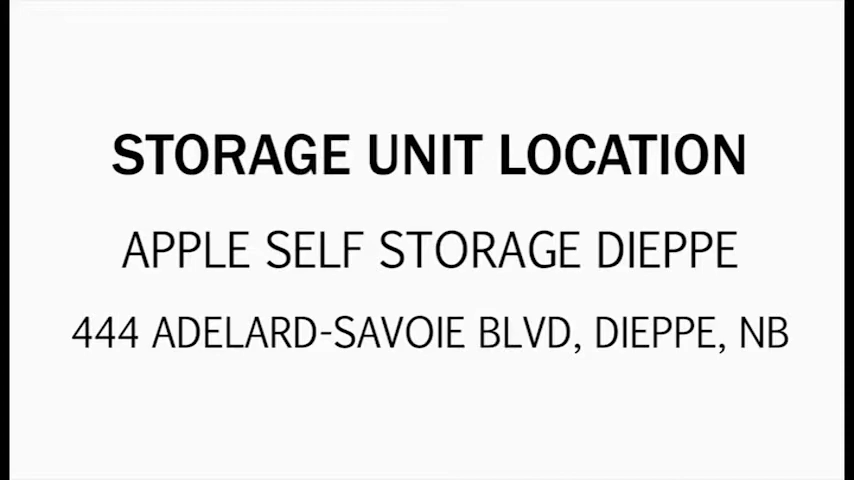 STORAGE UNIT LOCATION
APPLE SELF STORAGE DIEPPE
444 ADELARD-SAVOIE BLVD, DIEPPE, NB